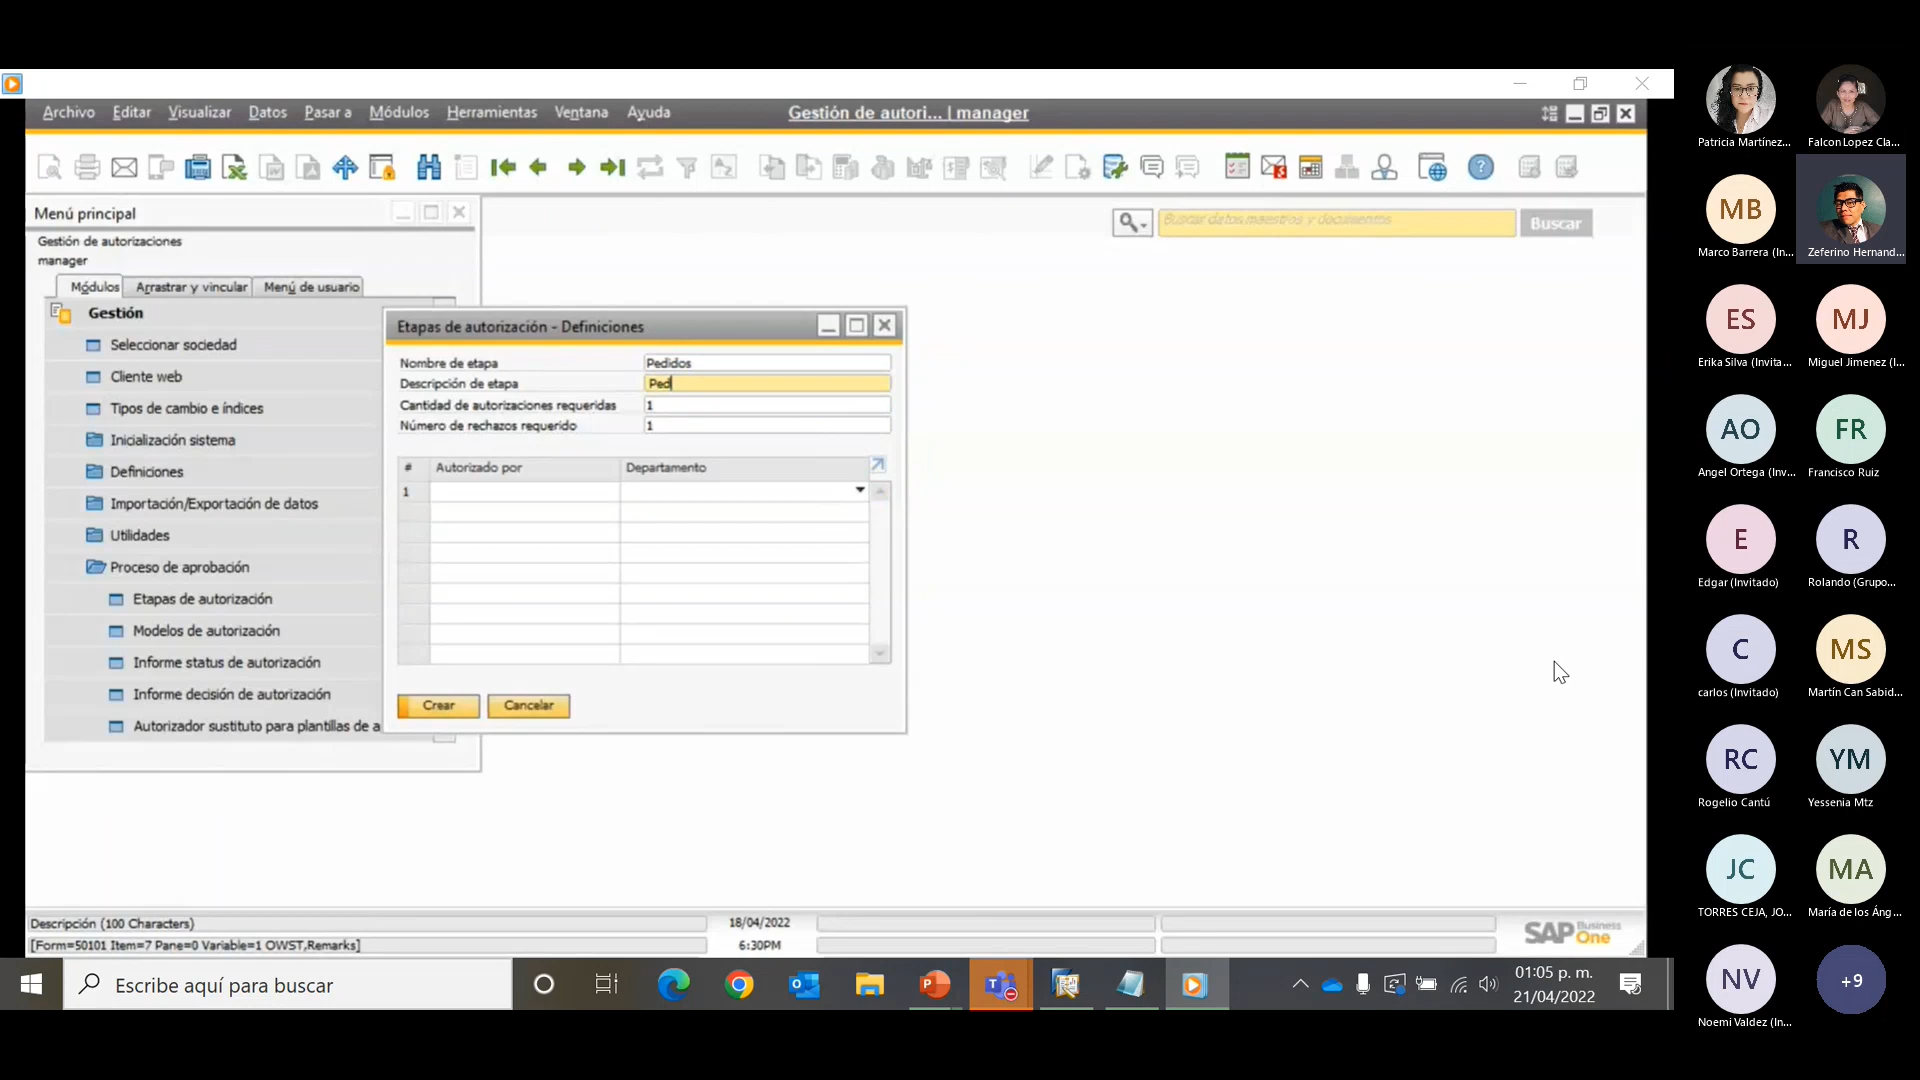 Archivo Editar Visualizar Datos Pasar a Módulos Herramientas Ventana Ayuda
Gestión de autori... | manager
Menú principal
Gestión de autorizaciones
manager
Módulos
Arrastrar y vincular
Menú de usuario
Gestión
Seleccionar sociedad
Cliente web
Tipos de cambio e índices
Inicialización sistema
Definiciones
Importación/Exportación de datos
Utilidades
Proceso de aprobación
Etapas de autorización
Modelos de autorización
Informe status de autorización
Informe decisión de autorización
Autorizador sustituto para plantillas de a
Buscar datos maestros y documentos
Buscar
Etapas de autorización - Definiciones
Nombre de etapa Pedidos
Descripción de etapa Ped
Cantidad de autorizaciones requeridas 1
Número de rechazos requerido 1
# Autorizado por Departamento
1
Crear Cancelar
Descripción (100 Characters) 18/04/2022
[Form=50101 Item=7 Pane=0 Variable=1 OWST,Remarks] 6:30PM
SAP Business One
Escribe aquí para buscar
01:05 p. m.
21/04/2022
Patricia Martínez...
Falcon Lopez Cla...
MB
Marco Barrera (In...
Zeferino Hernand...
ES
Erika Silva (Invita...
MJ
Miguel Jimenez (I...
AO
Angel Ortega (Inv...
FR
Francisco Ruiz
E
Edgar (Invitado)
R
Rolando (Grupo...
C
carlos (Invitado)
MS
Martín Can Sabid...
RC
Rogelio Cantú
YM
Yessenia Mtz
JC
TORRES CEJA, JO...
MA
María de los Áng...
NV
Noemi Valdez (In...
+9